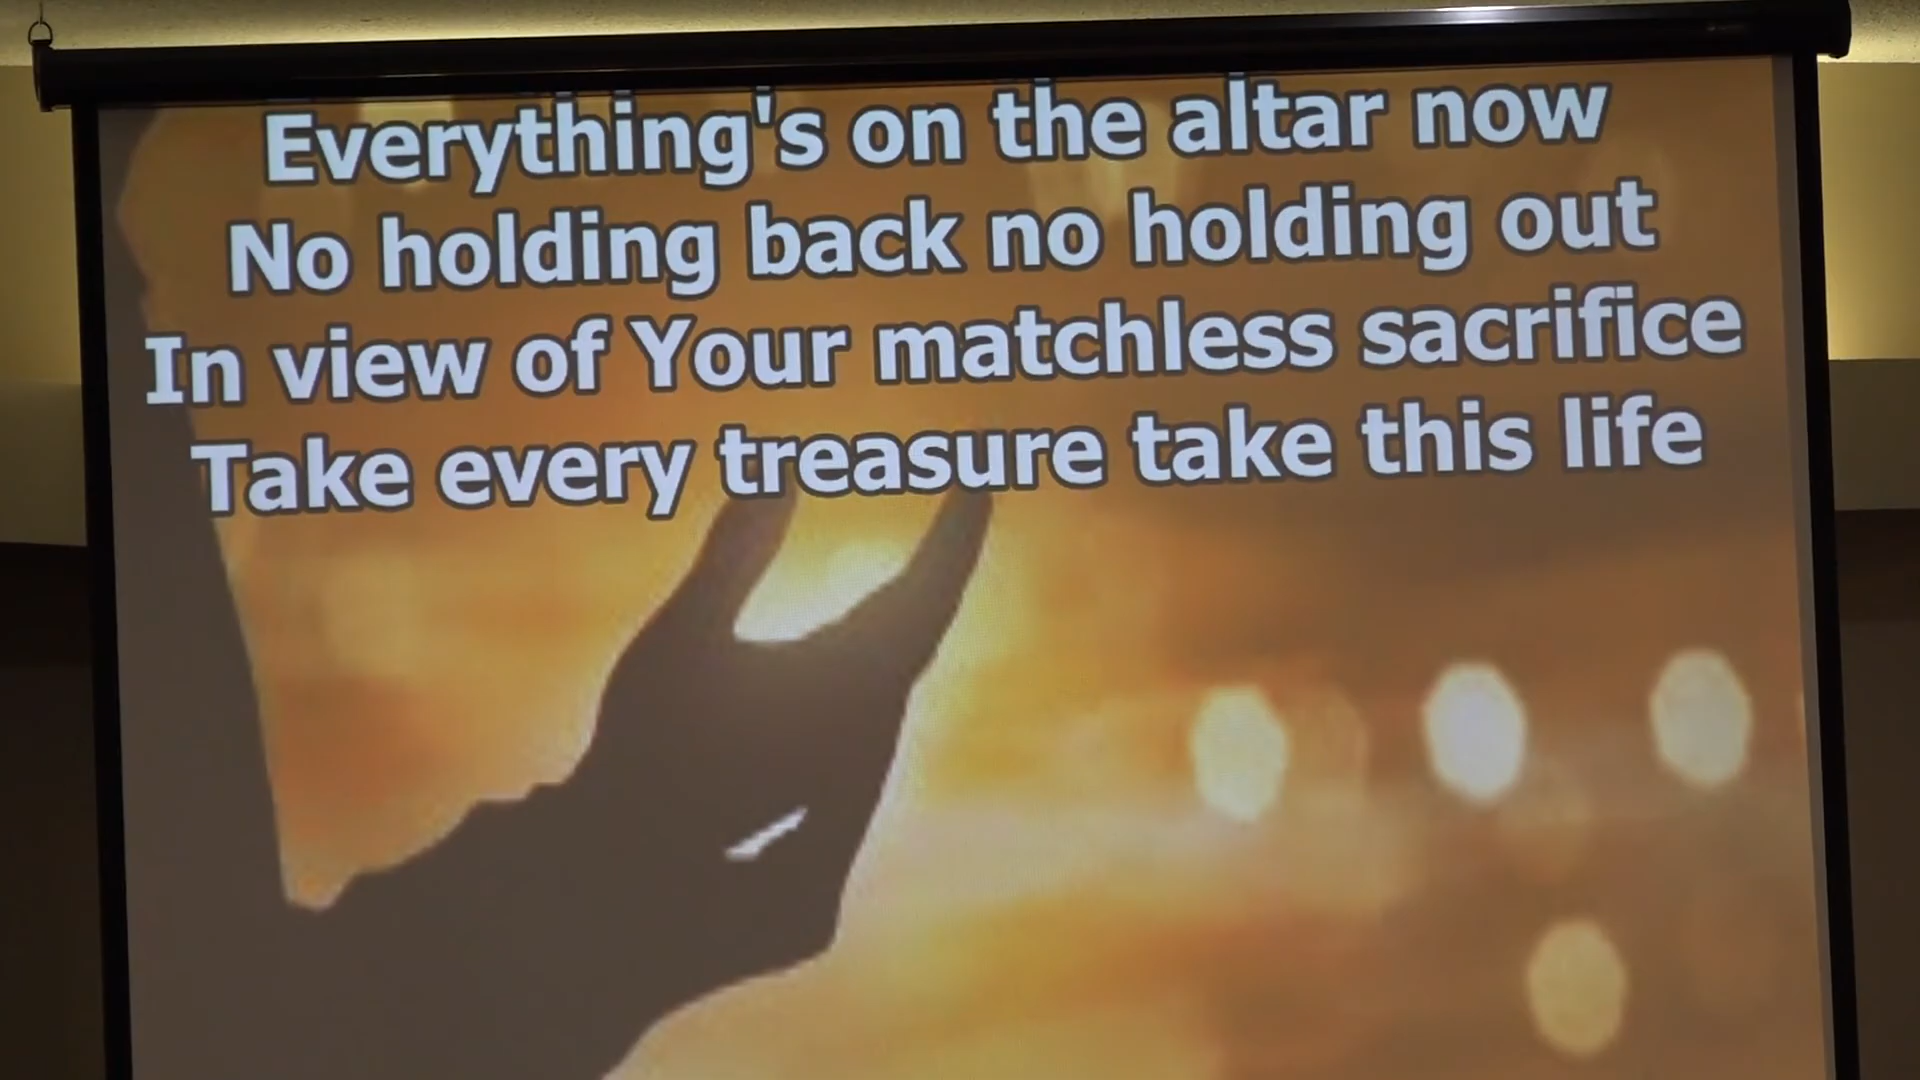 Everything's on the altar now
No holding back no holding out
In view of Your matchless sacrifice
Take every treasure take this life